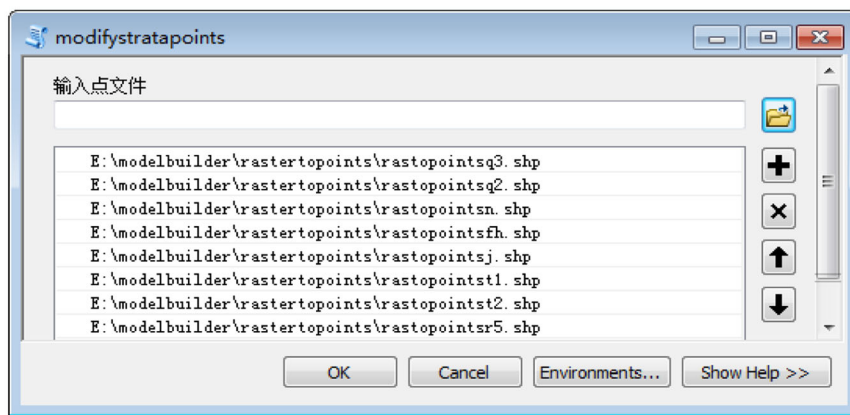 modifystratapoints
输入点文件
E:\modelbuilder\rastertopoints\rastopointsq3.shp
E:\modelbuilder\rastertopoints\rastopointsq2.shp
E:\modelbuilder\rastertopoints\rastopointsn.shp
E:\modelbuilder\rastertopoints\rastopointsfh.shp
E:\modelbuilder\rastertopoints\rastopointsj.shp
E:\modelbuilder\rastertopoints\rastopointst1.shp
E:\modelbuilder\rastertopoints\rastopointst2.shp
E:\modelbuilder\rastertopoints\rastopointsr5.shp
OK Cancel Environments... Show Help >>